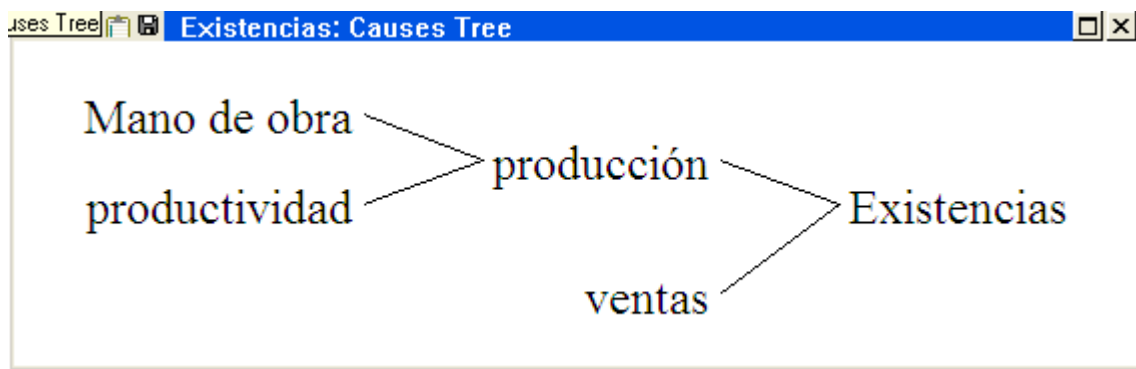 uses Tree
Existencias: Causes Tree
Mano de obra
producción
productividad
Existencias
ventas